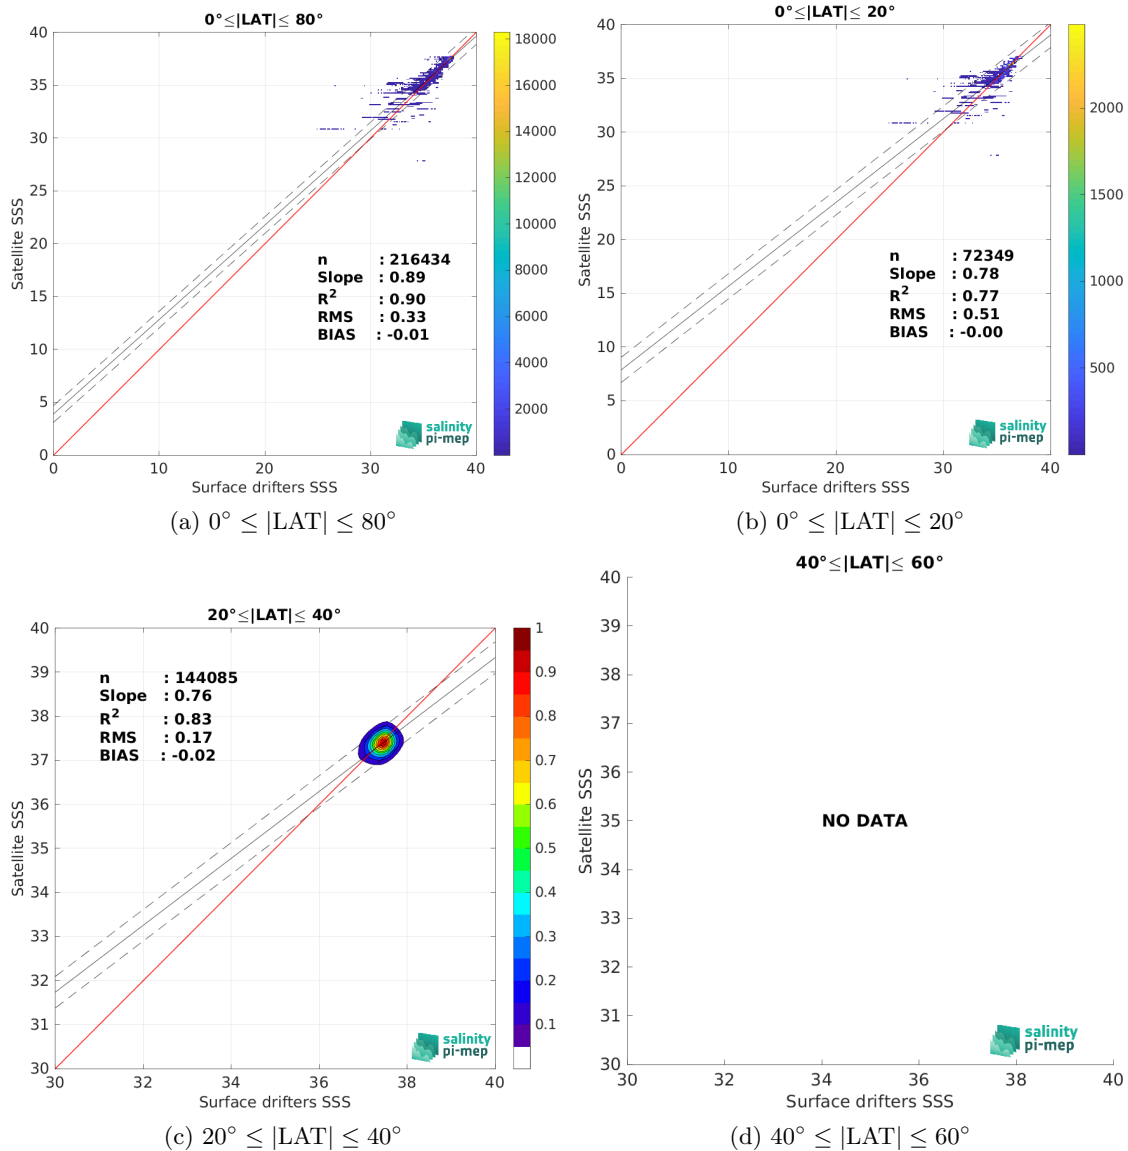 0°≤|LAT|≤ 80°
40
35
30
25
20
15
10
5
0
Satellite SSS
n : 216434
Slope : 0.89
R² : 0.90
RMS : 0.33
BIAS : -0.01
salinity
pi-mep
0 10 20 30 40
Surface drifters SSS
18000
16000
14000
12000
10000
8000
6000
4000
2000
(a) 0° ≤ |LAT| ≤ 80°
0°≤|LAT|≤ 20°
40
35
30
25
20
15
10
5
0
Satellite SSS
n : 72349
Slope : 0.78
R² : 0.77
RMS : 0.51
BIAS : -0.00
salinity
pi-mep
0 10 20 30 40
Surface drifters SSS
2000
1500
1000
500
(b) 0° ≤ |LAT| ≤ 20°
20°≤|LAT|≤ 40°
40
39
38
37
36
35
34
33
32
31
30
Satellite SSS
n : 144085
Slope : 0.76
R² : 0.83
RMS : 0.17
BIAS : -0.02
salinity
pi-mep
30 32 34 36 38 40
Surface drifters SSS
1
0.9
0.8
0.7
0.6
0.5
0.4
0.3
0.2
0.1
(c) 20° ≤ |LAT| ≤ 40°
40°≤|LAT|≤ 60°
40
39
38
37
36
35
34
33
32
31
30
Satellite SSS
NO DATA
salinity
pi-mep
30 32 34 36 38 40
Surface drifters SSS
(d) 40° ≤ |LAT| ≤ 60°